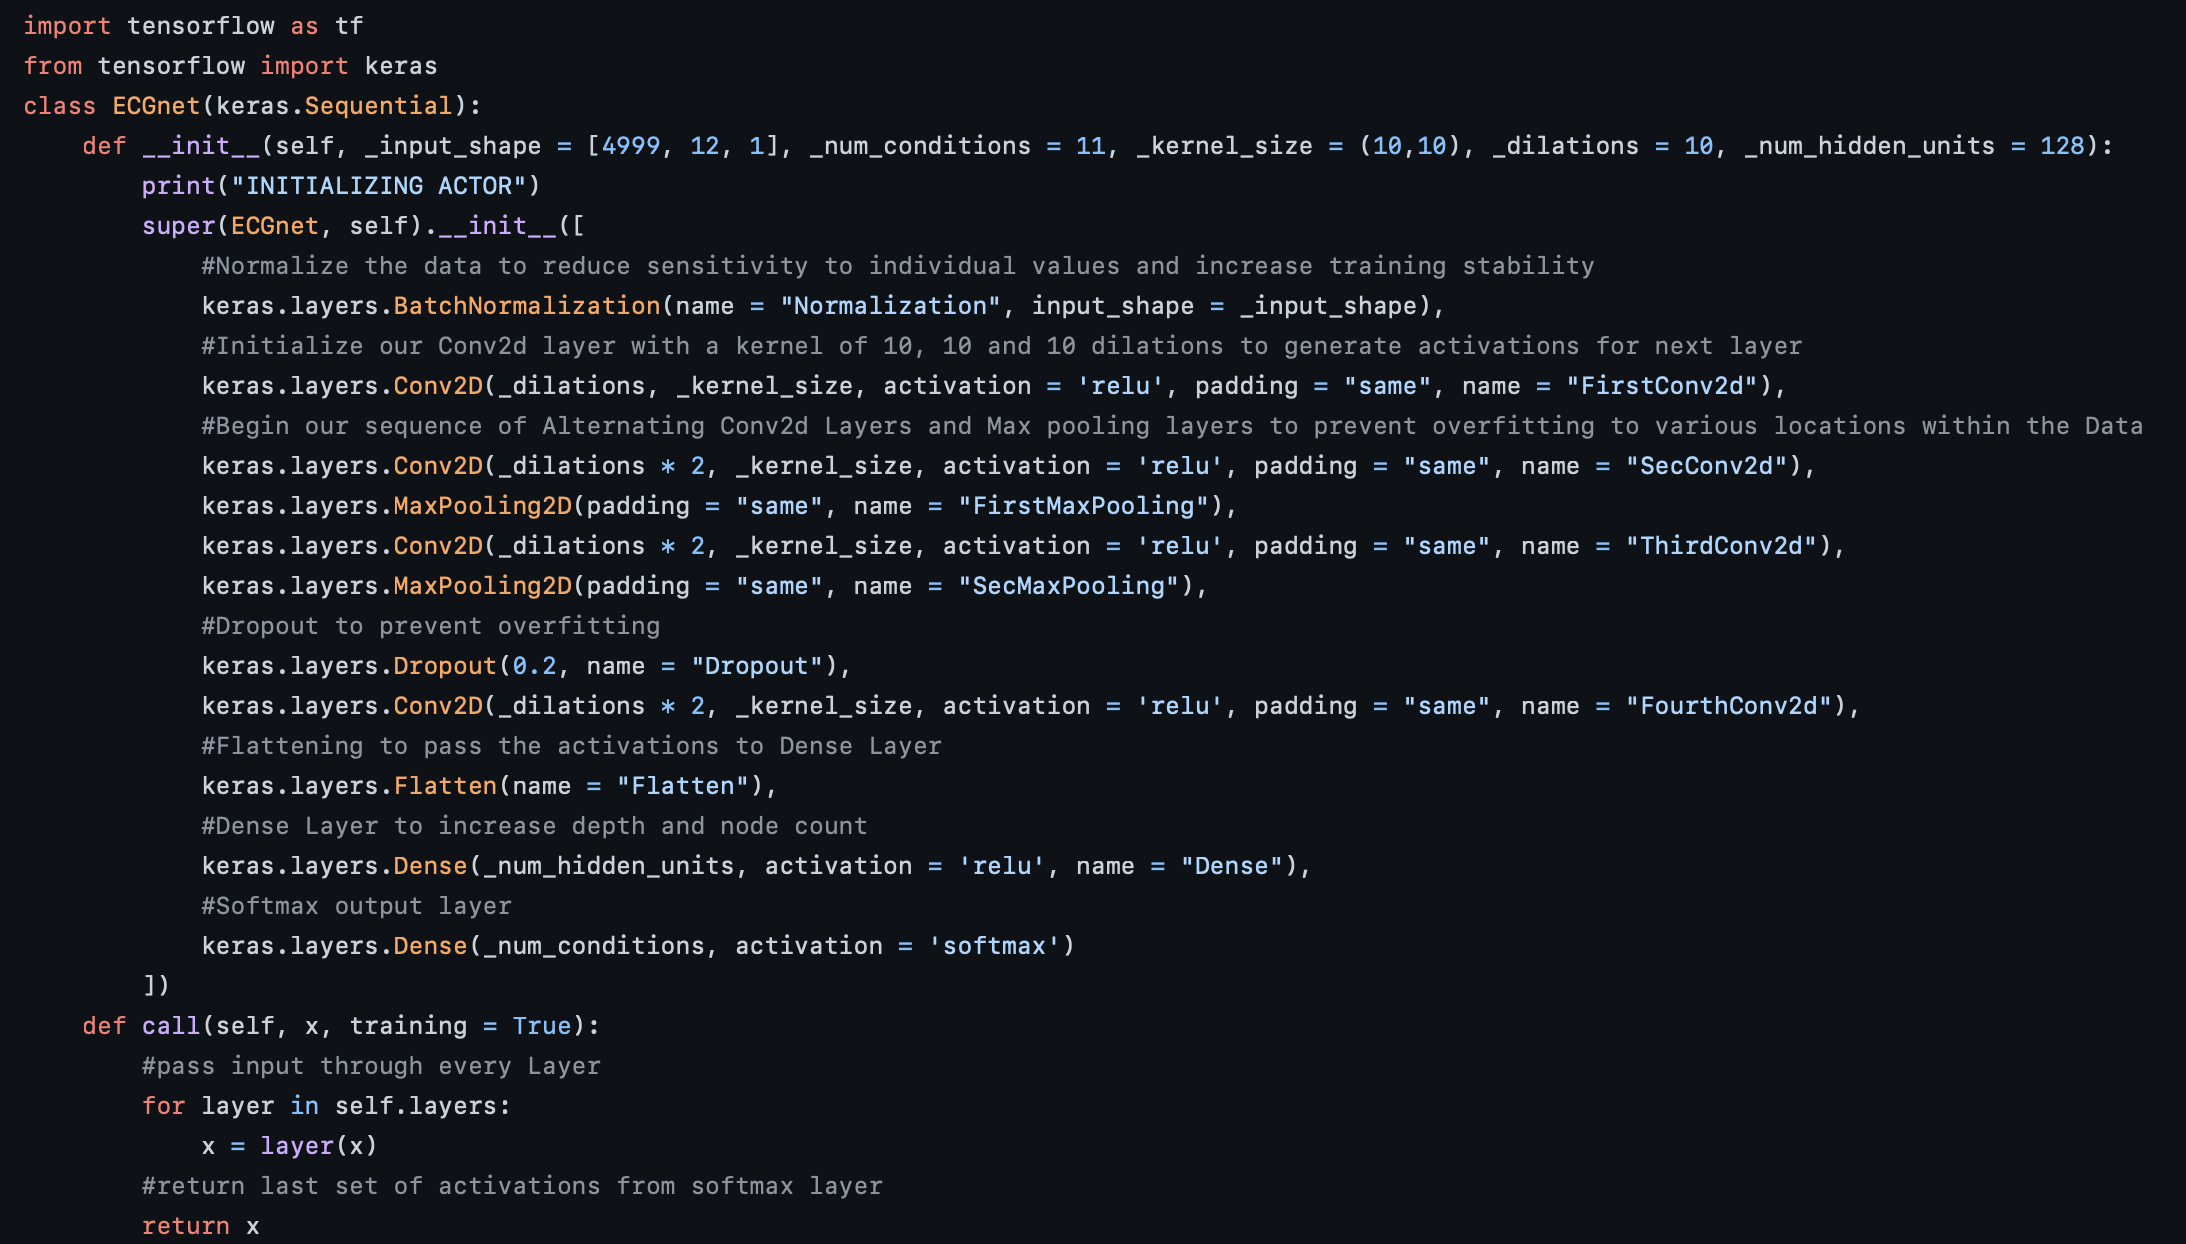 import tensorflow as tf
from tensorflow import keras
class ECGnet(keras.Sequential):
    def __init__(self, _input_shape = [4999, 12, 1], _num_conditions = 11, _kernel_size = (10,10), _dilations = 10, _num_hidden_units = 128):
        print("INITIALIZING ACTOR")
        super(ECGnet, self).__init__([
            #Normalize the data to reduce sensitivity to individual values and increase training stability
            keras.layers.BatchNormalization(name = "Normalization", input_shape = _input_shape),
            #Initialize our Conv2d layer with a kernel of 10, 10 and 10 dilations to generate activations for next layer
            keras.layers.Conv2D(_dilations, _kernel_size, activation = 'relu', padding = "same", name = "FirstConv2d"),
            #Begin our sequence of Alternating Conv2d Layers and Max pooling layers to prevent overfitting to various locations within the Data
            keras.layers.Conv2D(_dilations * 2, _kernel_size, activation = 'relu', padding = "same", name = "SecConv2d"),
            keras.layers.MaxPooling2D(padding = "same", name = "FirstMaxPooling"),
            keras.layers.Conv2D(_dilations * 2, _kernel_size, activation = 'relu', padding = "same", name = "ThirdConv2d"),
            keras.layers.MaxPooling2D(padding = "same", name = "SecMaxPooling"),
            #Dropout to prevent overfitting
            keras.layers.Dropout(0.2, name = "Dropout"),
            keras.layers.Conv2D(_dilations * 2, _kernel_size, activation = 'relu', padding = "same", name = "FourthConv2d"),
            #Flattening to pass the activations to Dense Layer
            keras.layers.Flatten(name = "Flatten"),
            #Dense Layer to increase depth and node count
            keras.layers.Dense(_num_hidden_units, activation = 'relu', name = "Dense"),
            #Softmax output layer
            keras.layers.Dense(_num_conditions, activation = 'softmax')
        ])
    def call(self, x, training = True):
        #pass input through every Layer
        for layer in self.layers:
            x = layer(x)
        #return last set of activations from softmax layer
        return x